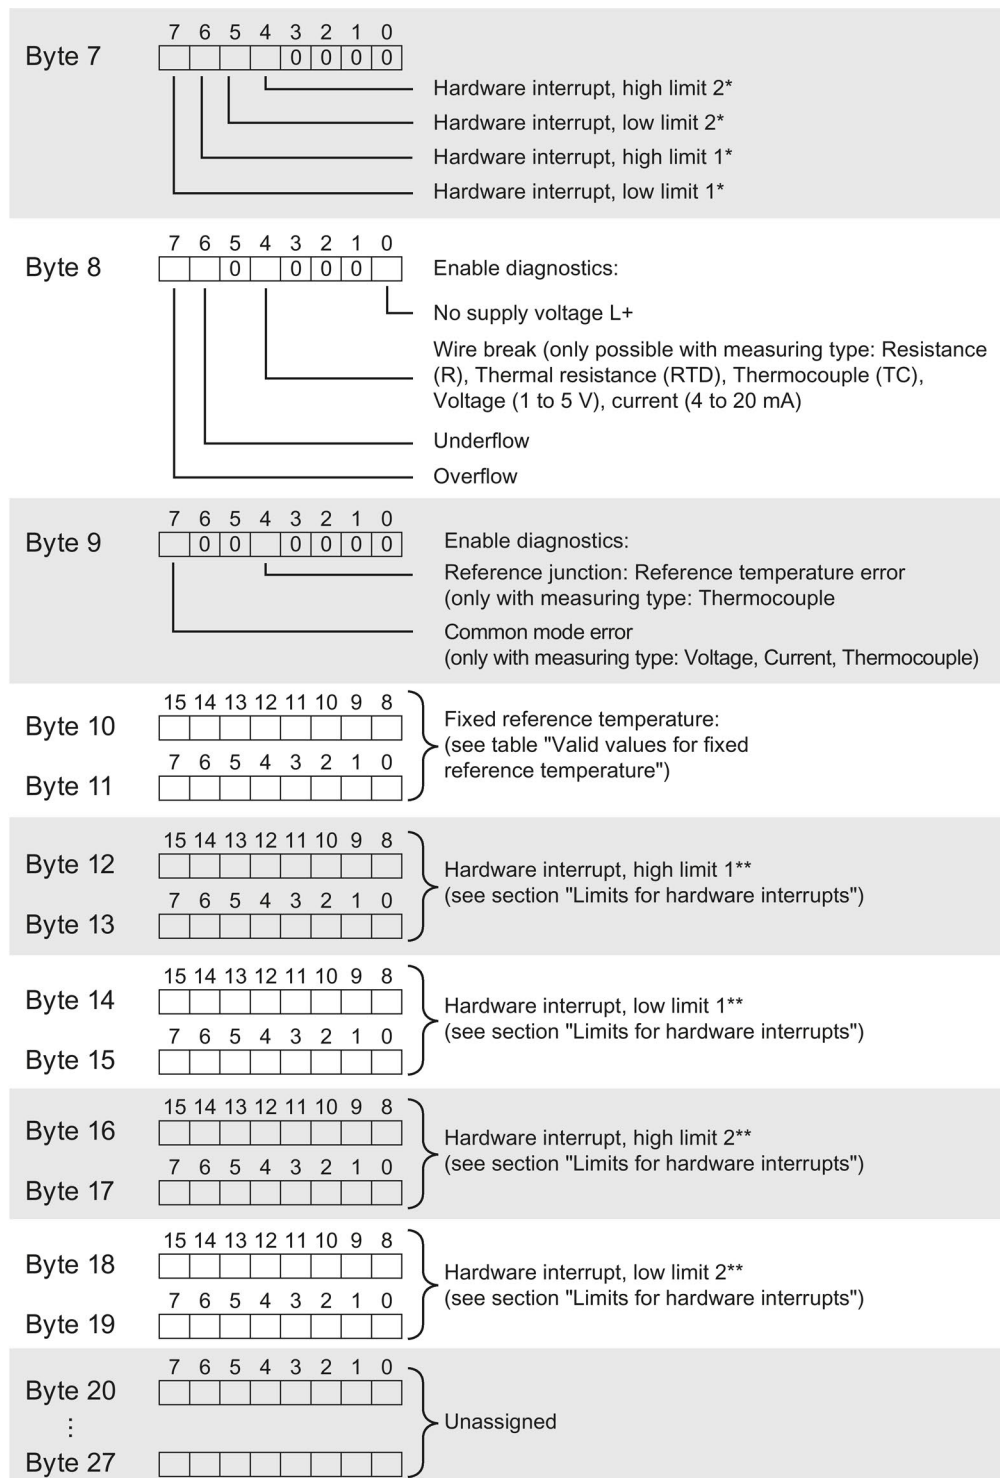 7 6 5 4 3 2 1 0
Byte 7
0 0 0 0
Hardware interrupt, high limit 2*
Hardware interrupt, low limit 2*
Hardware interrupt, high limit 1*
Hardware interrupt, low limit 1*
7 6 5 4 3 2 1 0
Byte 8
0 0 0 0
Enable diagnostics:
No supply voltage L+
Wire break (only possible with measuring type: Resistance
(R), Thermal resistance (RTD), Thermocouple (TC),
Voltage (1 to 5 V), current (4 to 20 mA)
Underflow
Overflow
7 6 5 4 3 2 1 0
Byte 9
0 0 0 0 0 0
Enable diagnostics:
Reference junction: Reference temperature error
(only with measuring type: Thermocouple
Common mode error
(only with measuring type: Voltage, Current, Thermocouple)
15 14 13 12 11 10 9 8
Byte 10
7 6 5 4 3 2 1 0
Byte 11
Fixed reference temperature:
(see table "Valid values for fixed
reference temperature")
15 14 13 12 11 10 9 8
Byte 12
7 6 5 4 3 2 1 0
Byte 13
Hardware interrupt, high limit 1**
(see section "Limits for hardware interrupts")
15 14 13 12 11 10 9 8
Byte 14
7 6 5 4 3 2 1 0
Byte 15
Hardware interrupt, low limit 1**
(see section "Limits for hardware interrupts")
15 14 13 12 11 10 9 8
Byte 16
7 6 5 4 3 2 1 0
Byte 17
Hardware interrupt, high limit 2**
(see section "Limits for hardware interrupts")
15 14 13 12 11 10 9 8
Byte 18
7 6 5 4 3 2 1 0
Byte 19
Hardware interrupt, low limit 2**
(see section "Limits for hardware interrupts")
7 6 5 4 3 2 1 0
Byte 20
⋮
Byte 27
Unassigned